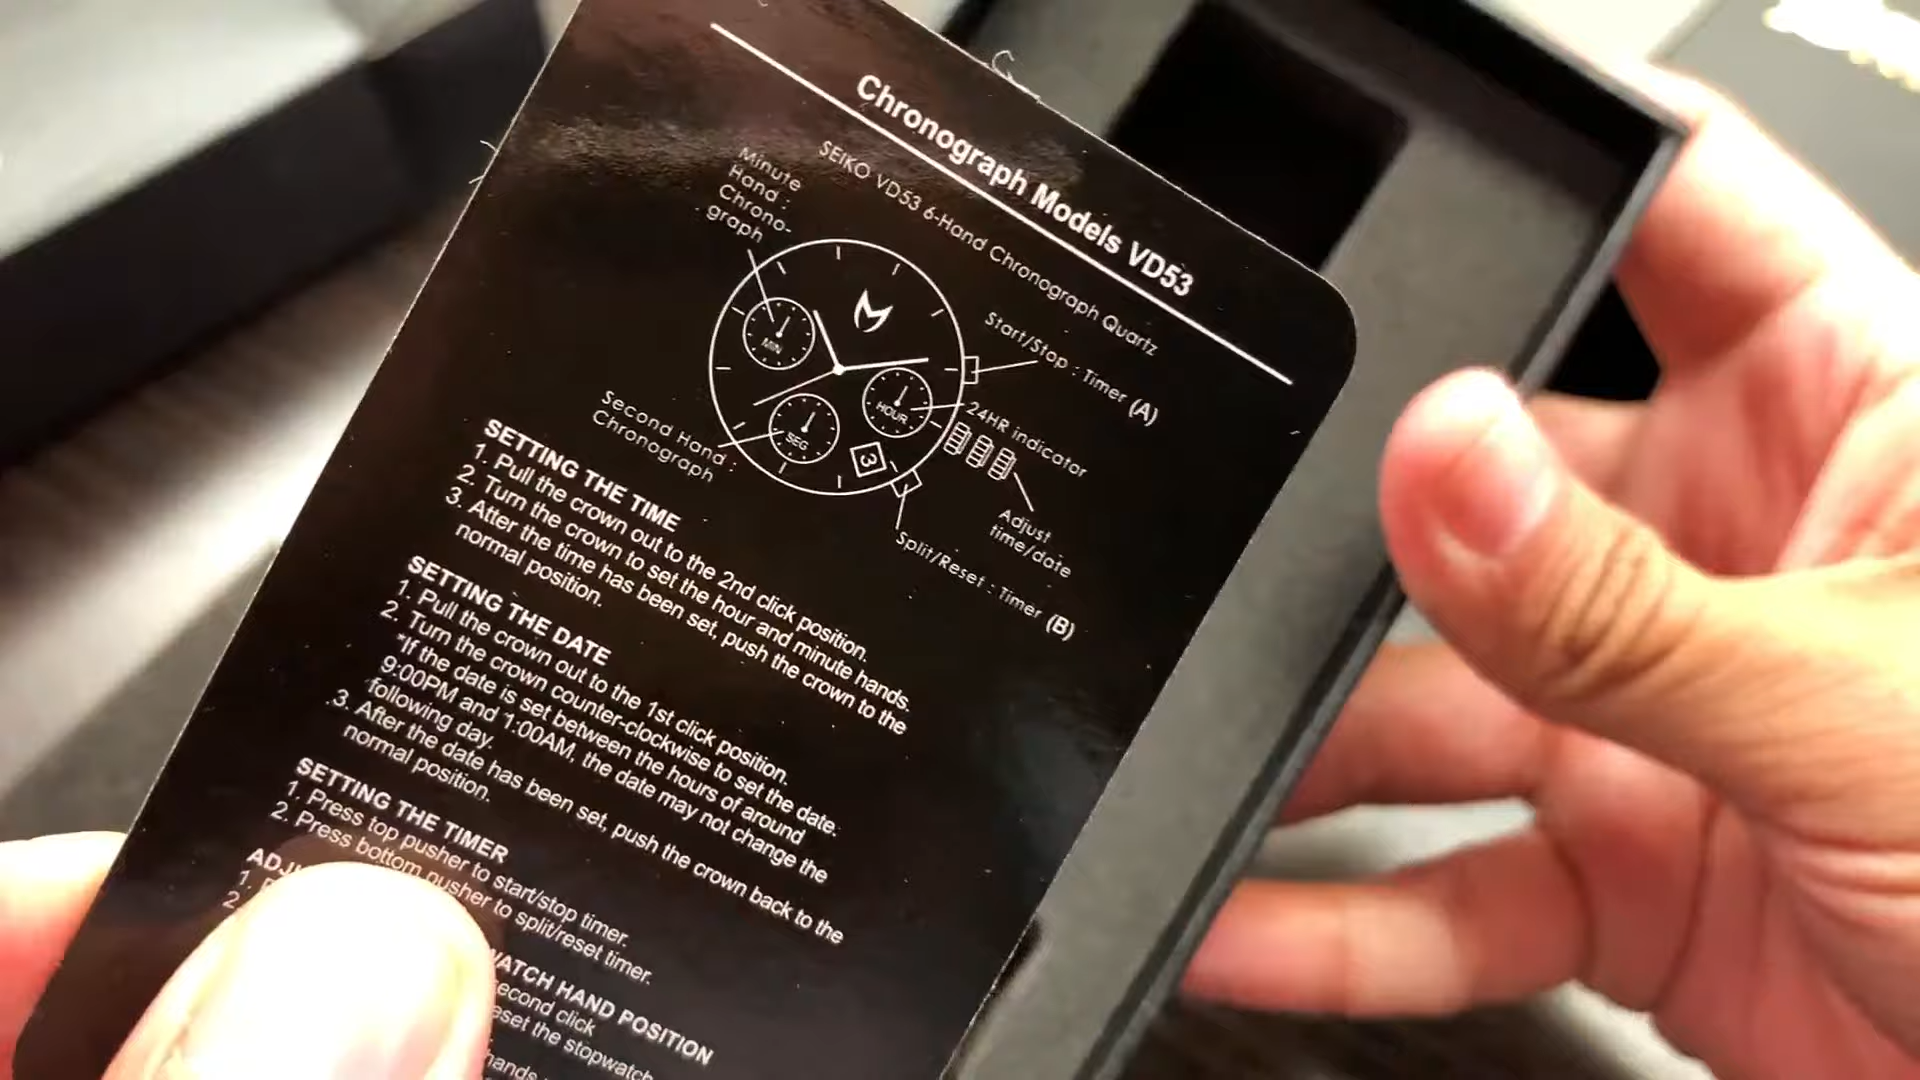 Chronograph Models VD53
SEIKO VD53 6-Hand Chronograph Quartz
Minute
Hand :
Chrono-
graph
Start/Stop : Timer (A)
24HR indicator
MIN
HOUR
SEG
3
Second Hand :
Chronograph
Adjust
time/date
Split/Reset : Timer (B)
SETTING THE TIME
1. Pull the crown out to the 2nd click position.
2. Turn the crown to set the hour and minute hands.
3. After the time has been set, push the crown to the
normal position.
SETTING THE DATE
1. Pull the crown out to the 1st click position.
2. Turn the crown counter-clockwise to set the date.
*If the date is set between the hours of around
9:00PM and 1:00AM, the date may not change the
following day.
3. After the date has been set, push the crown back to the
normal position.
SETTING THE TIMER
1. Press top pusher to start/stop timer.
2. Press bottom pusher to split/reset timer.
WATCH HAND POSITION
1.
second click
2
reset the stopwatch
hands